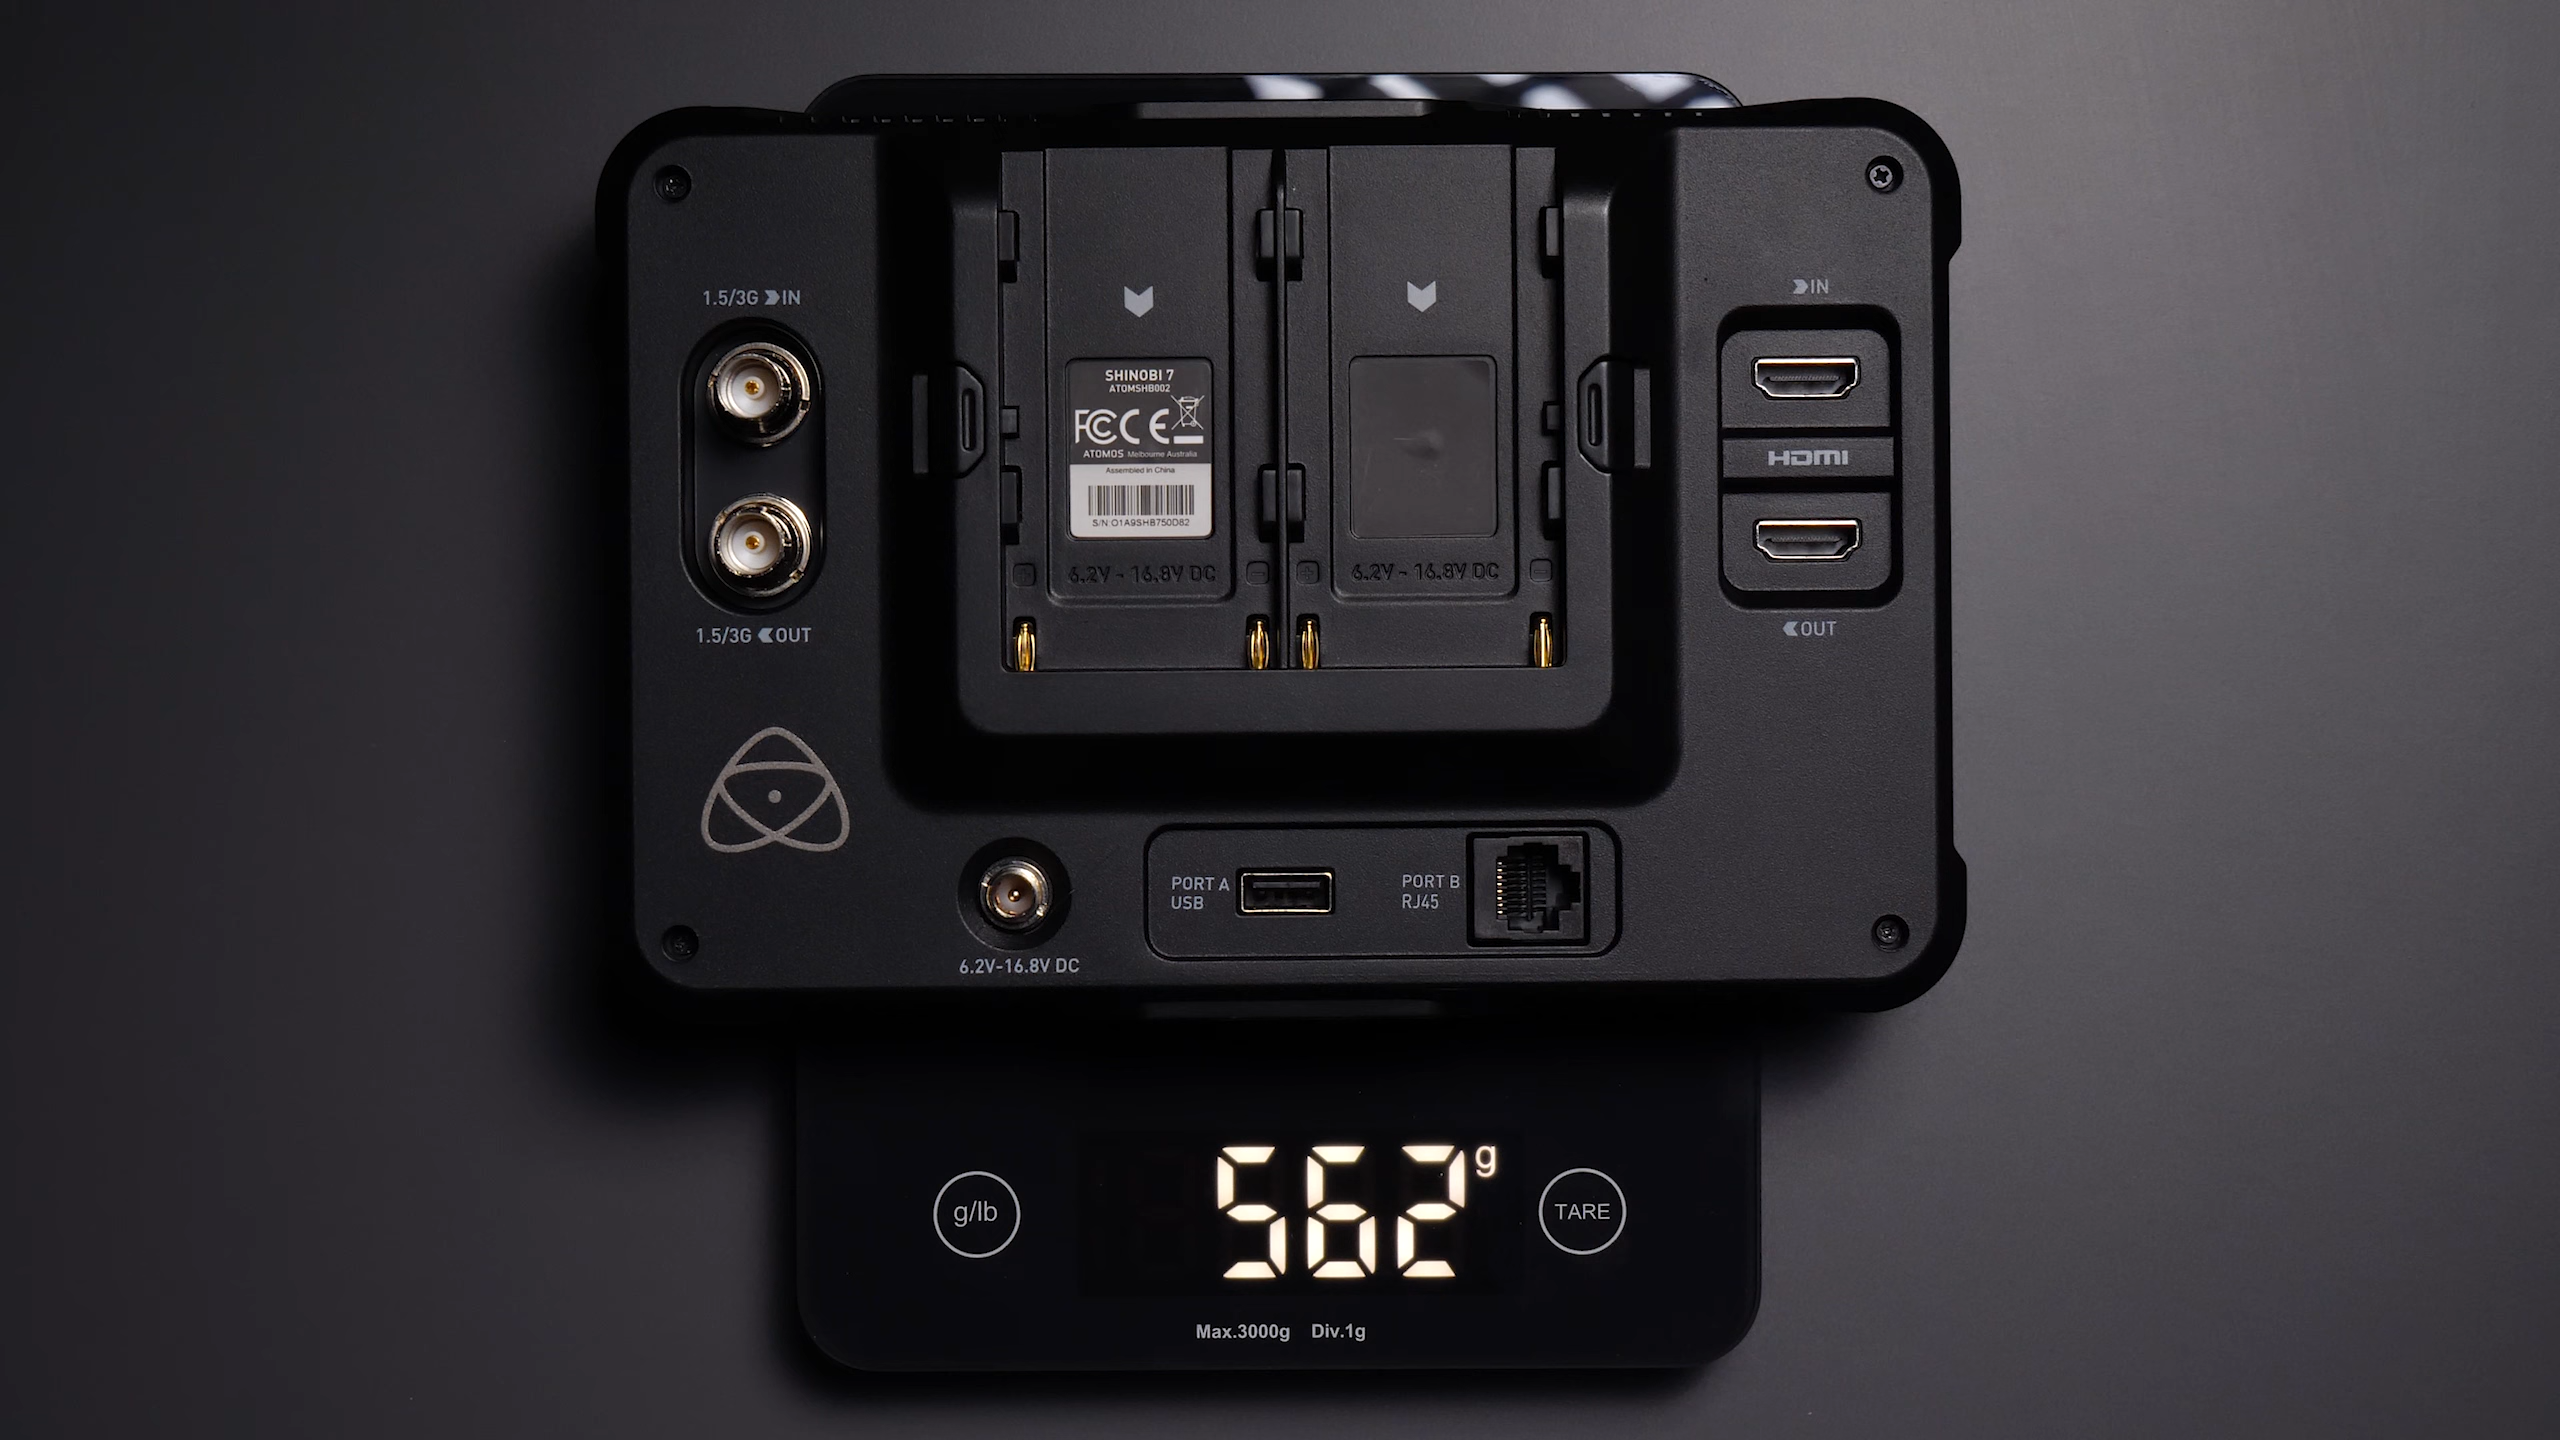 1.5/3G IN
IN
SHINOBI 7
ATOMSHB002
FC CE
ATOMOS Melbourne Australia
Assembled in China
S/N:O1A9SHB750D82
HDMI
6.2V - 16.8V DC
6.2V - 16.8V DC
1.5/3G OUT
OUT
PORT A
USB
PORT B
RJ45
6.2V-16.8V DC
g/lb
562g
TARE
Max.3000g Div.1g